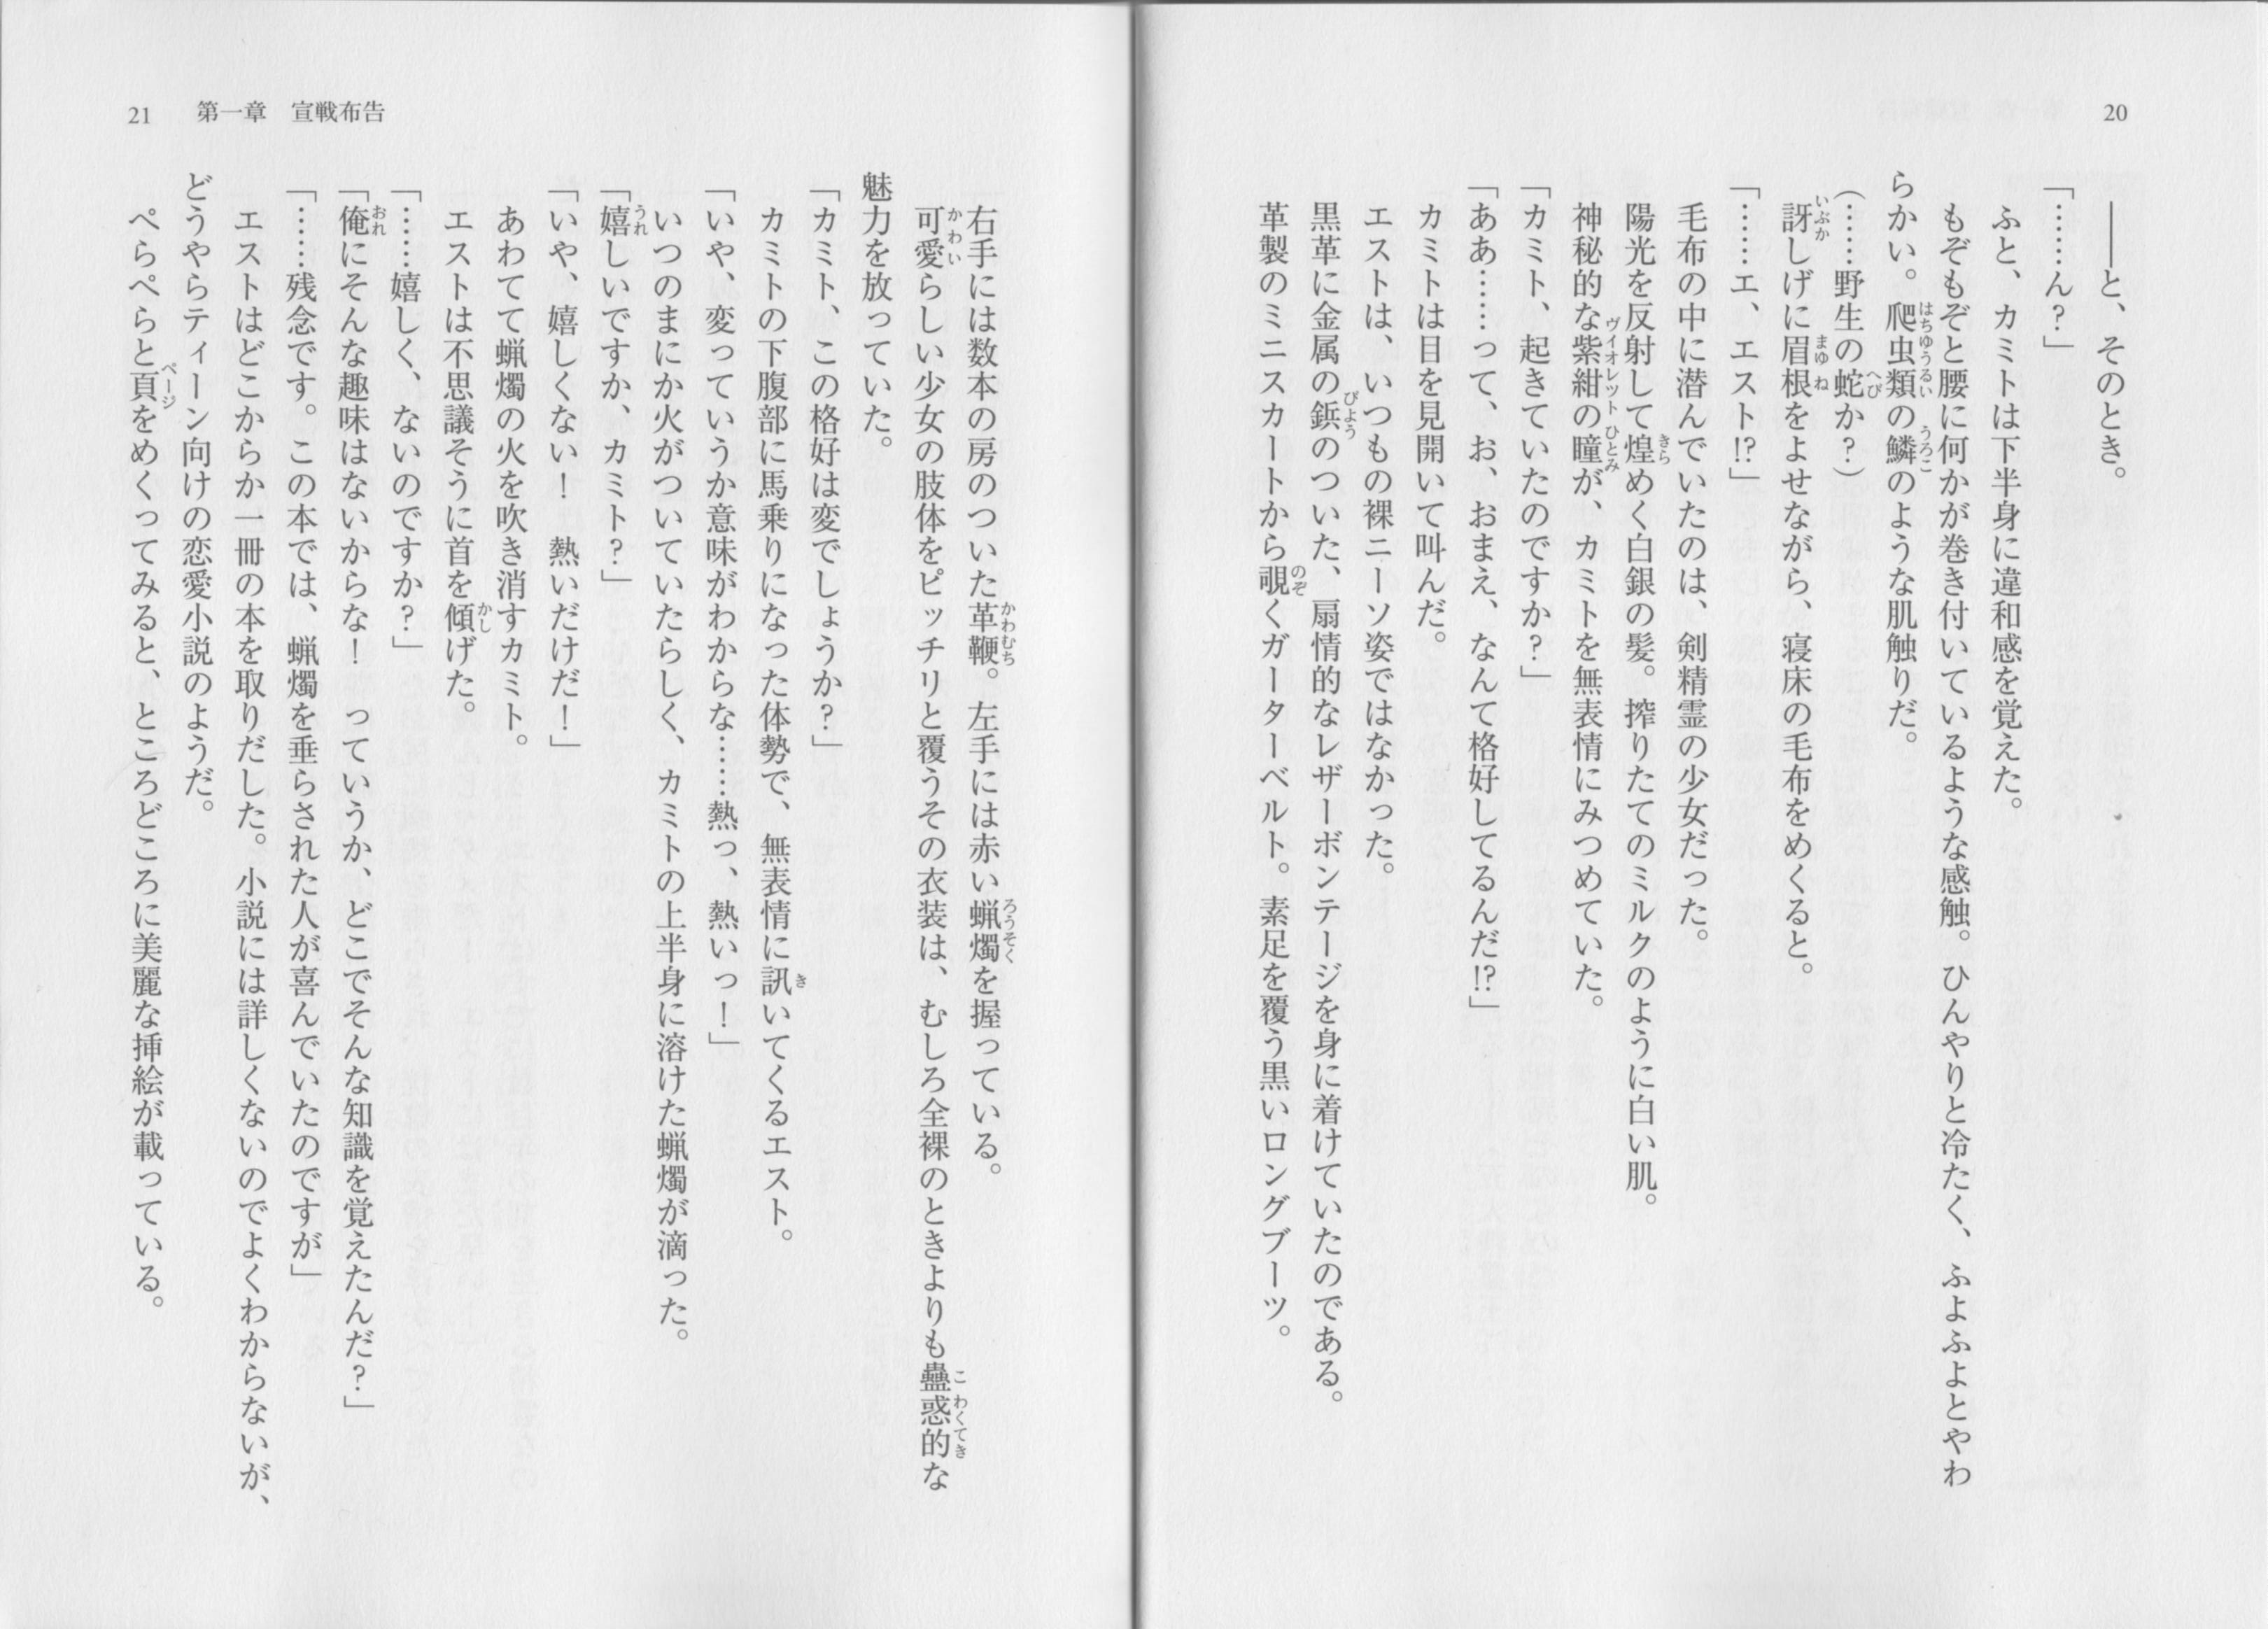 20
――と、そのとき。
「……ん?」
ふと、カミトは下半身に違和感を覚えた。
もぞもぞと腰に何かが巻き付いているような感触。ひんやりと冷たく、ふよふよとやわ
らかい。爬虫類の鱗のような肌触りだ。
(……野生の蛇か?)
訝しげに眉根をよせながら、寝床の毛布をめくると。
「……エ、エスト!?」
毛布の中に潜んでいたのは、剣精霊の少女だった。
陽光を反射して煌めく白銀の髪。搾りたてのミルクのように白い肌。
神秘的な紫紺の瞳が、カミトを無表情にみつめていた。
「カミト、起きていたのですか?」
「ああ……って、お、おまえ、なんて格好してるんだ!?」
カミトは目を見開いて叫んだ。
エストは、いつもの裸ニーソ姿ではなかった。
黒革に金属の鋲のついた、扇情的なレザーボンテージを身に着けていたのである。
革製のミニスカートから覗くガーターベルト。素足を覆う黒いロングブーツ。
21 第一章 宣戦布告
右手には数本の房のついた革鞭。左手には赤い蝋燭を握っている。
可愛らしい少女の肢体をピッチリと覆うその衣装は、むしろ全裸のときよりも蠱惑的な
魅力を放っていた。
「カミト、この格好は変でしょうか?」
カミトの下腹部に馬乗りになった体勢で、無表情に訊いてくるエスト。
「いや、変っていうか意味がわからな……熱っ、熱いっ!」
いつのまにか火がついていたらしく、カミトの上半身に溶けた蝋燭が滴った。
「嬉しいですか、カミト?」
「いや、嬉しくない! 熱いだけだ!」
あわてて蝋燭の火を吹き消すカミト。
エストは不思議そうに首を傾げた。
「……嬉しく、ないのですか?」
「俺にそんな趣味はないからな! っていうか、どこでそんな知識を覚えたんだ?」
「……残念です。この本では、蝋燭を垂らされた人が喜んでいたのですが」
エストはどこからか一冊の本を取りだした。小説には詳しくないのでよくわからないが、
どうやらティーン向けの恋愛小説のようだ。
ぺらぺらと頁をめくってみると、ところどころに美麗な挿絵が載っている。